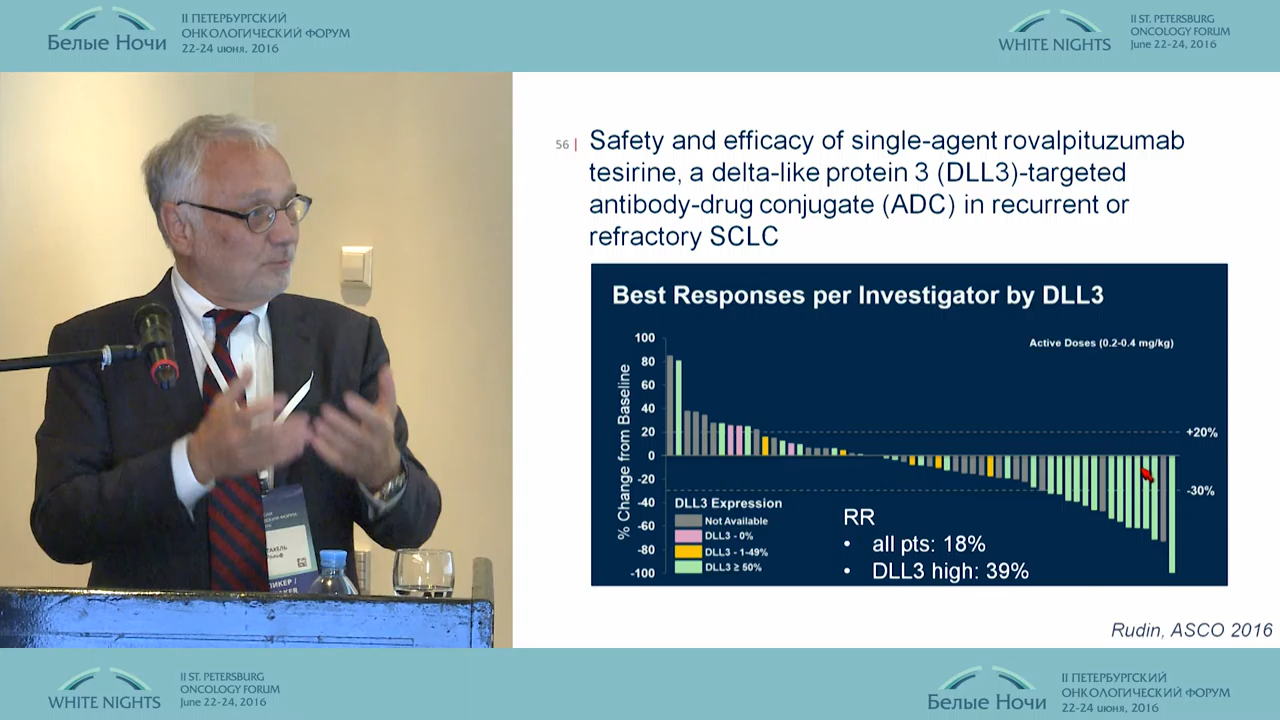 II ПЕТЕРБУРГСКИЙ
ОНКОЛОГИЧЕСКИЙ ФОРУМ
Белые Ночи
22-24 июня, 2016
II ST. PETERSBURG
ONCOLOGY FORUM
WHITE NIGHTS
June 22-24, 2016
56
Safety and efficacy of single-agent rovalpituzumab
tesirine, a delta-like protein 3 (DLL3)-targeted
antibody-drug conjugate (ADC) in recurrent or
refractory SCLC
Best Responses per Investigator by DLL3
Active Doses (0.2-0.4 mg/kg)
% Change from Baseline
100
80
60
40
20
0
-20
-40
-60
-80
-100
+20%
-30%
DLL3 Expression
Not Available
DLL3 - 0%
DLL3 - 1-49%
DLL3 ≥ 50%
RR
• all pts: 18%
• DLL3 high: 39%
Rudin, ASCO 2016
II ST. PETERSBURG
ONCOLOGY FORUM
WHITE NIGHTS
June 22-24, 2016
II ПЕТЕРБУРГСКИЙ
ОНКОЛОГИЧЕСКИЙ ФОРУМ
Белые Ночи
22-24 июня, 2016